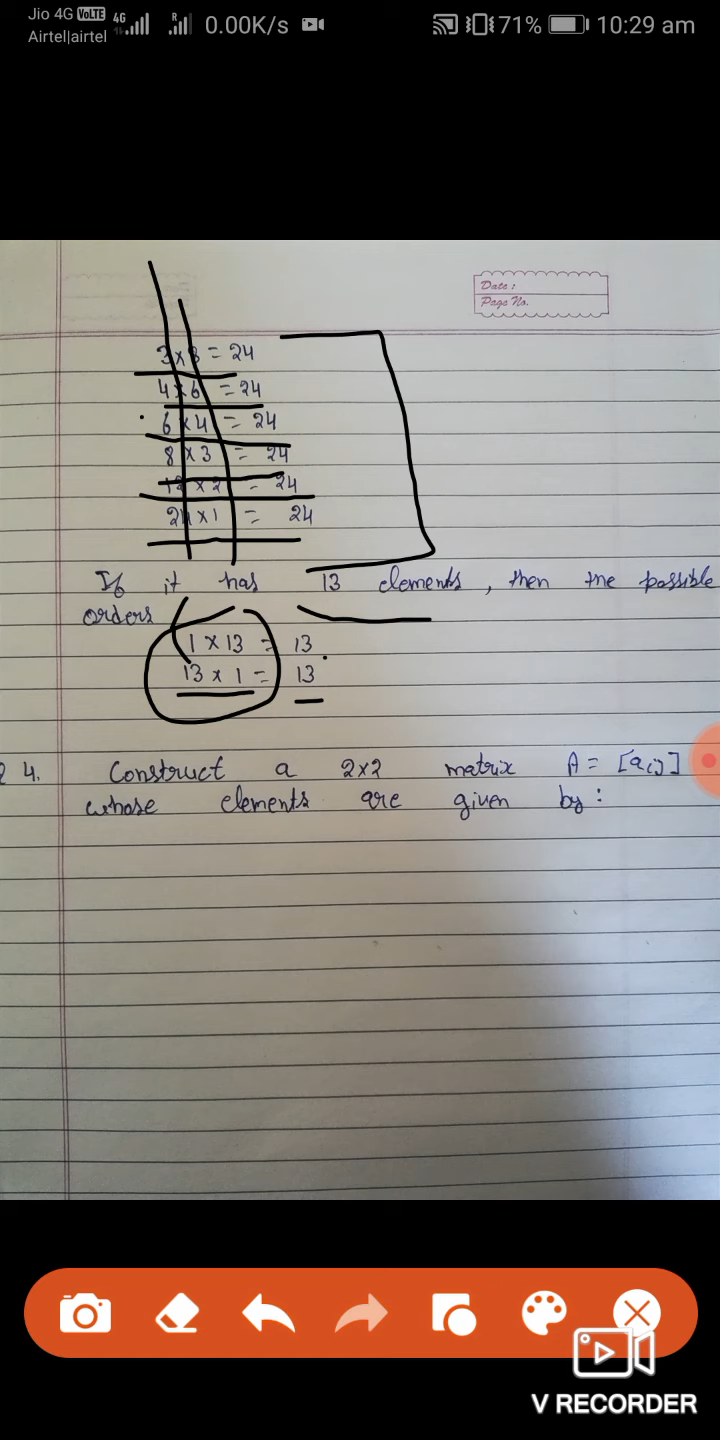 Jio 4G VoLTE 4G R 0.00K/s 71% 10:29 am
Airtel|airtel
Date :
Page No.
3 x 8 = 24
4 x 6 = 24
6 x 4 = 24
8 x 3 = 24
12 x 2 = 24
24 x 1 = 24
If it has 13 elements, then the possible
orders
1 x 13 = 13
13 x 1 = 13
4. Construct a 2x2 matrix A = [aij]
whose elements are given by :
V RECORDER